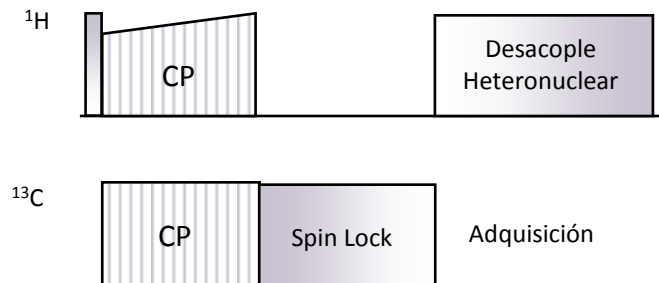 ¹H
CP
Desacople
Heteronuclear
¹³C
CP
Spin Lock
Adquisición